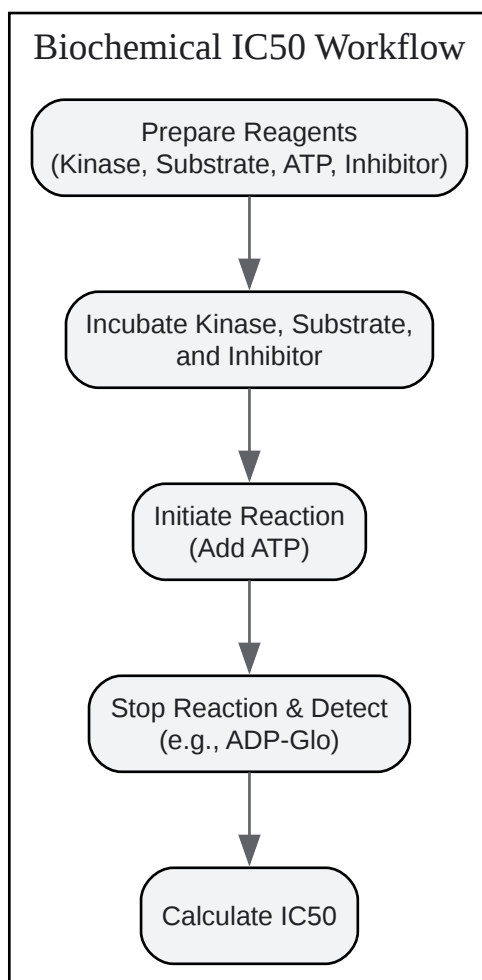 Biochemical IC50 Workflow
Prepare Reagents
(Kinase, Substrate, ATP, Inhibitor)
Incubate Kinase, Substrate,
and Inhibitor
Initiate Reaction
(Add ATP)
Stop Reaction & Detect
(e.g., ADP-Glo)
Calculate IC50